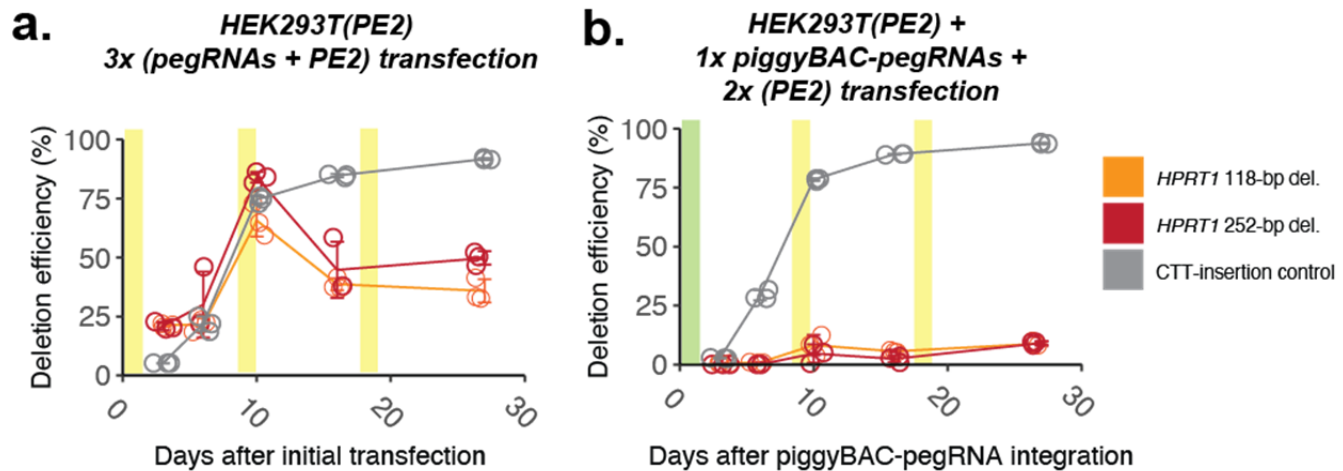 a.
HEK293T(PE2)
3x (pegRNAs + PE2) transfection
Deletion efficiency (%)
100
75
50
25
0
0
10
20
30
Days after initial transfection
b.
HEK293T(PE2) +
1x piggyBAC-pegRNAs +
2x (PE2) transfection
Deletion efficiency (%)
100
75
50
25
0
0
10
20
30
Days after piggyBAC-pegRNA integration
HPRT1 118-bp del.
HPRT1 252-bp del.
CTT-insertion control